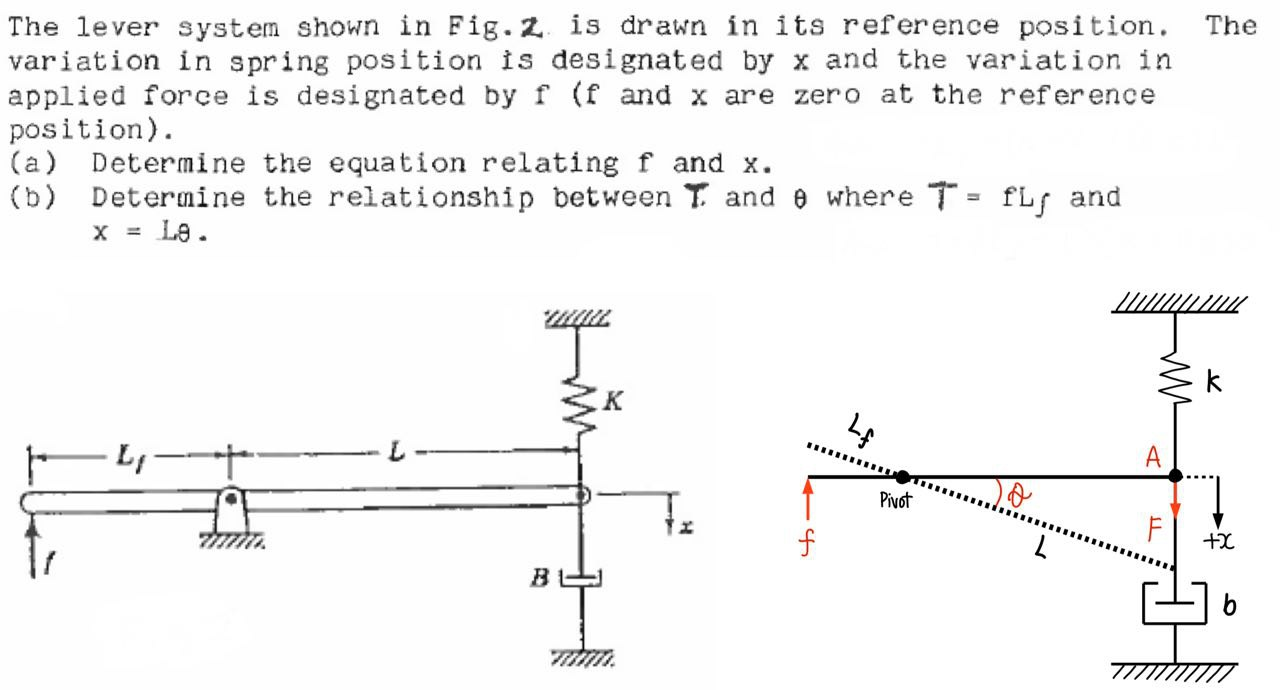 The lever system shown in Fig.2. is drawn in its reference position. The
variation in spring position is designated by x and the variation in
applied force is designated by f (f and x are zero at the reference
position).
(a) Determine the equation relating f and x.
(b) Determine the relationship between T. and θ where T = fLf and
x = Lθ.
K
Lf
L
x
f
B
k
Lf
A
Pivot
θ
F
+x
f
L
b